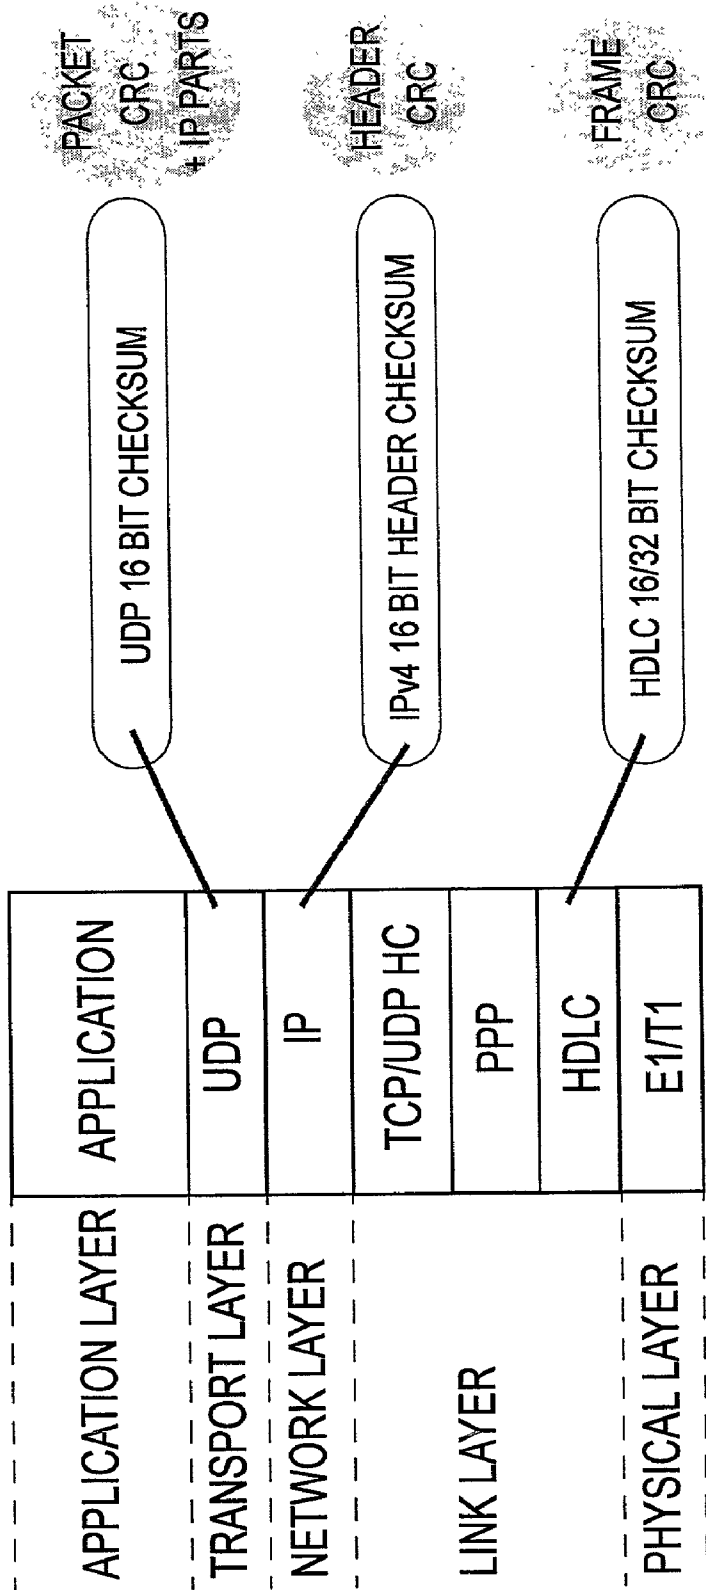 APPLICATION LAYER
APPLICATION
TRANSPORT LAYER
UDP
UDP 16 BIT CHECKSUM
PACKET
CRC
+ IP PARTS
NETWORK LAYER
IP
IPv4 16 BIT HEADER CHECKSUM
HEADER
CRC
LINK LAYER
TCP/UDP HC
PPP
HDLC
HDLC 16/32 BIT CHECKSUM
FRAME
CRC
PHYSICAL LAYER
E1/T1